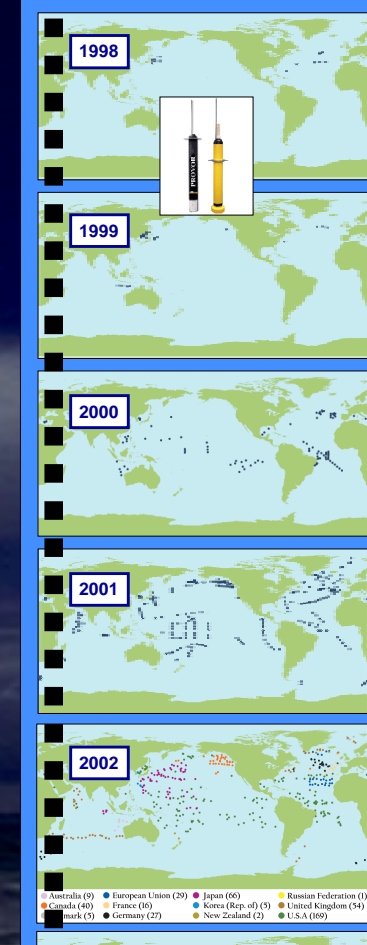 1998
PROVOR
1999
2000
2001
2002
Australia (9) European Union (29) Japan (66) Russian Federation (1)
Canada (40) France (16) Korea (Rep. of) (5) United Kingdom (54)
mark (5) Germany (27) New Zealand (2) U.S.A (169)